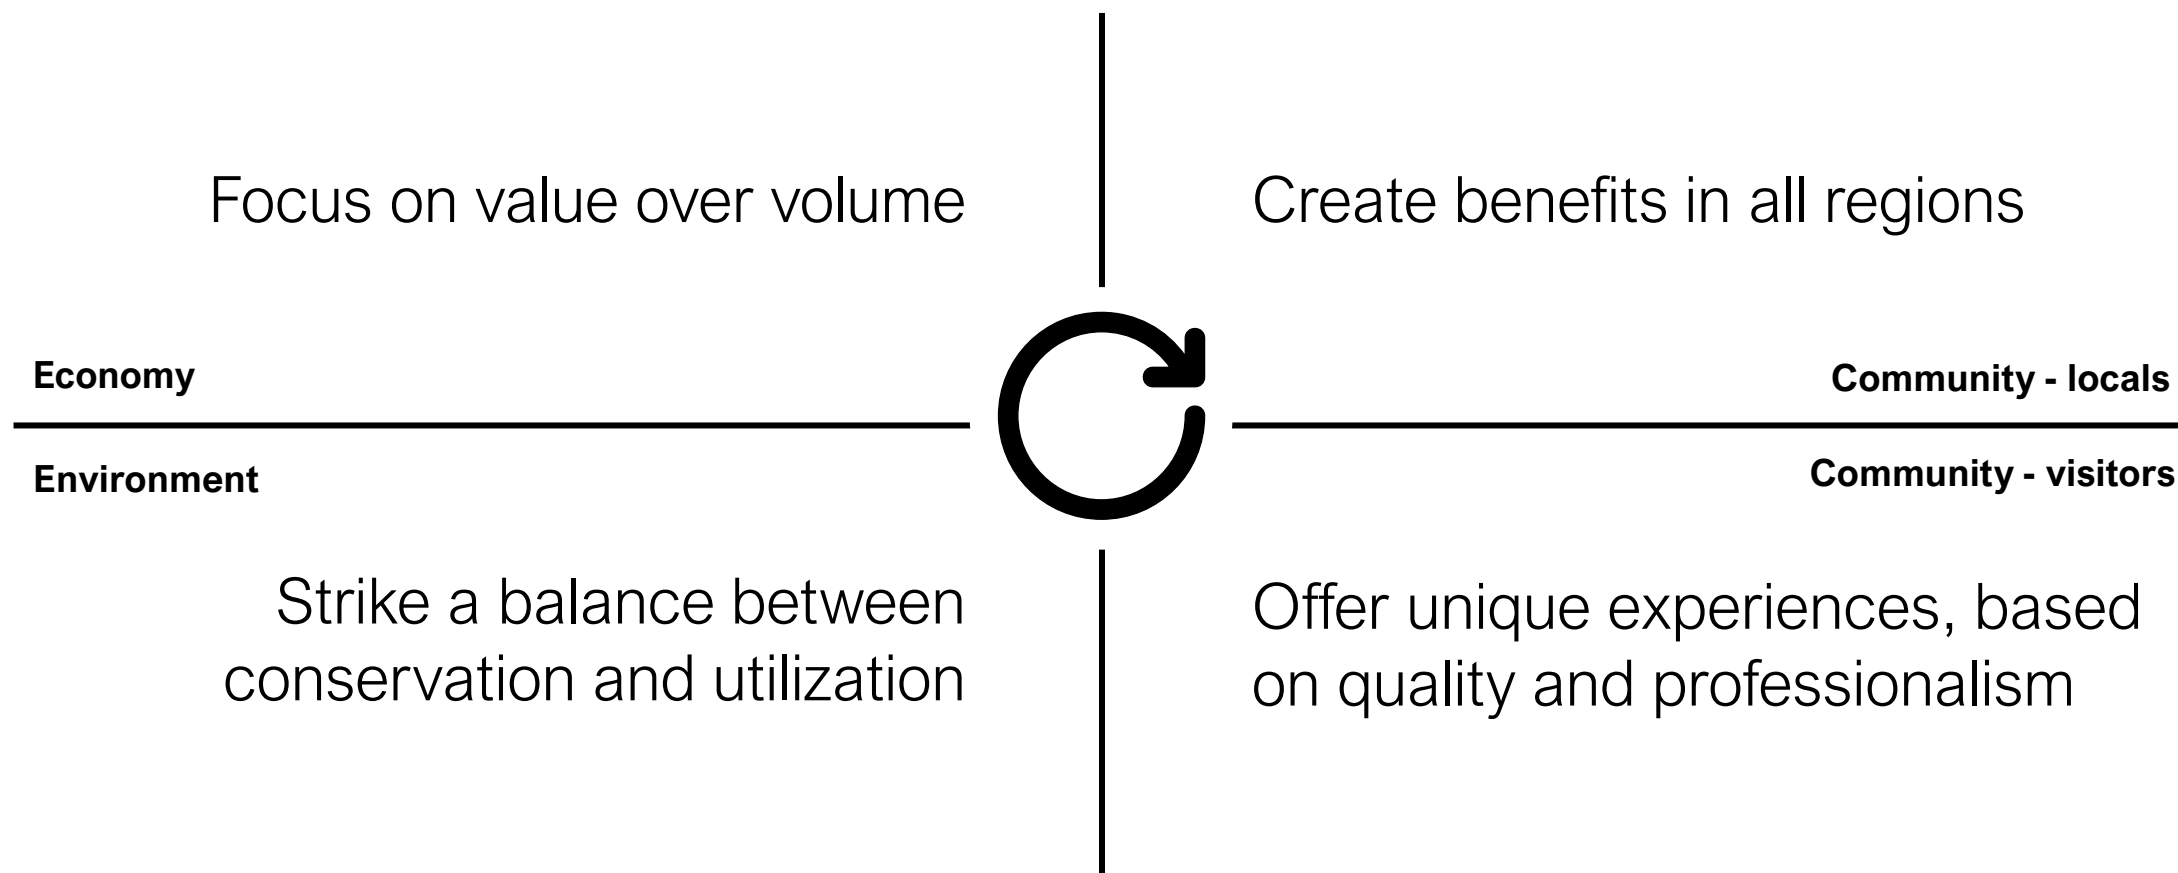 Focus on value over volume
Create benefits in all regions
Economy
Community - locals
Environment
Community - visitors
Strike a balance between
conservation and utilization
Offer unique experiences, based
on quality and professionalism